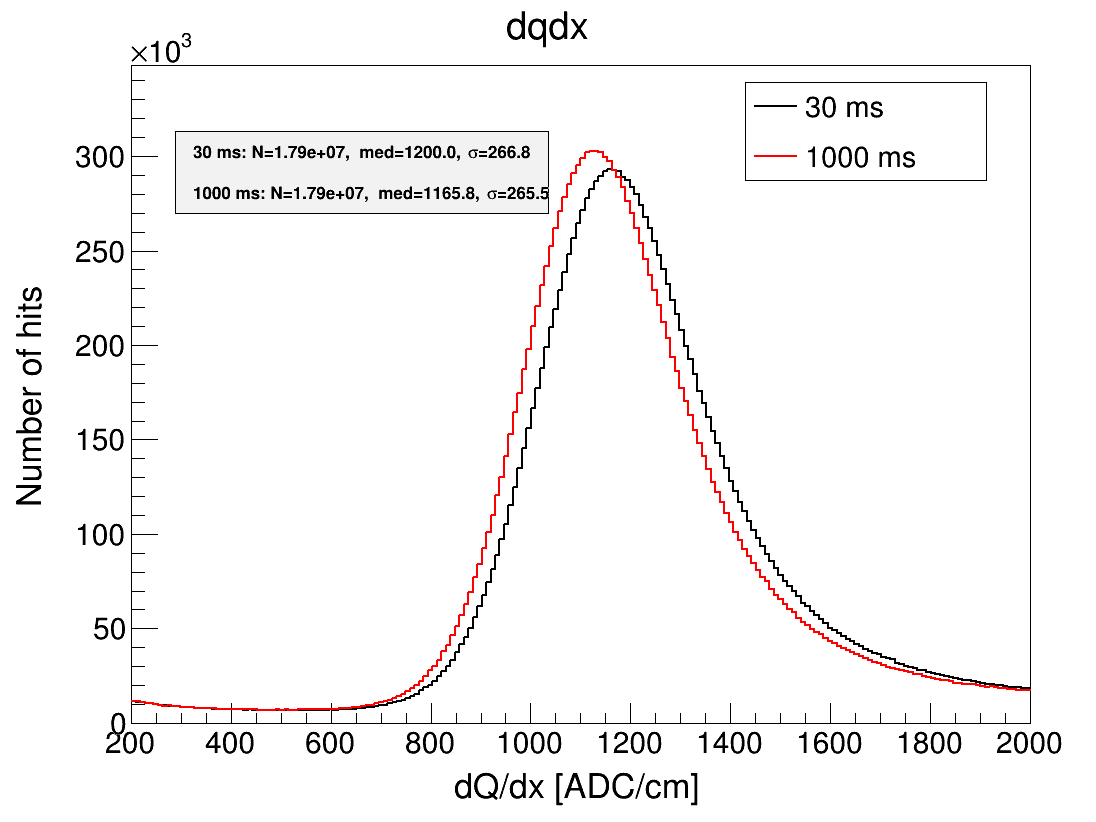 dqdx
×10³
30 ms
1000 ms
30 ms: N=1.79e+07, med=1200.0, σ=266.8
1000 ms: N=1.79e+07, med=1165.8, σ=265.5
300
250
200
150
100
50
0
200 400 600 800 1000 1200 1400 1600 1800 2000
Number of hits
dQ/dx [ADC/cm]